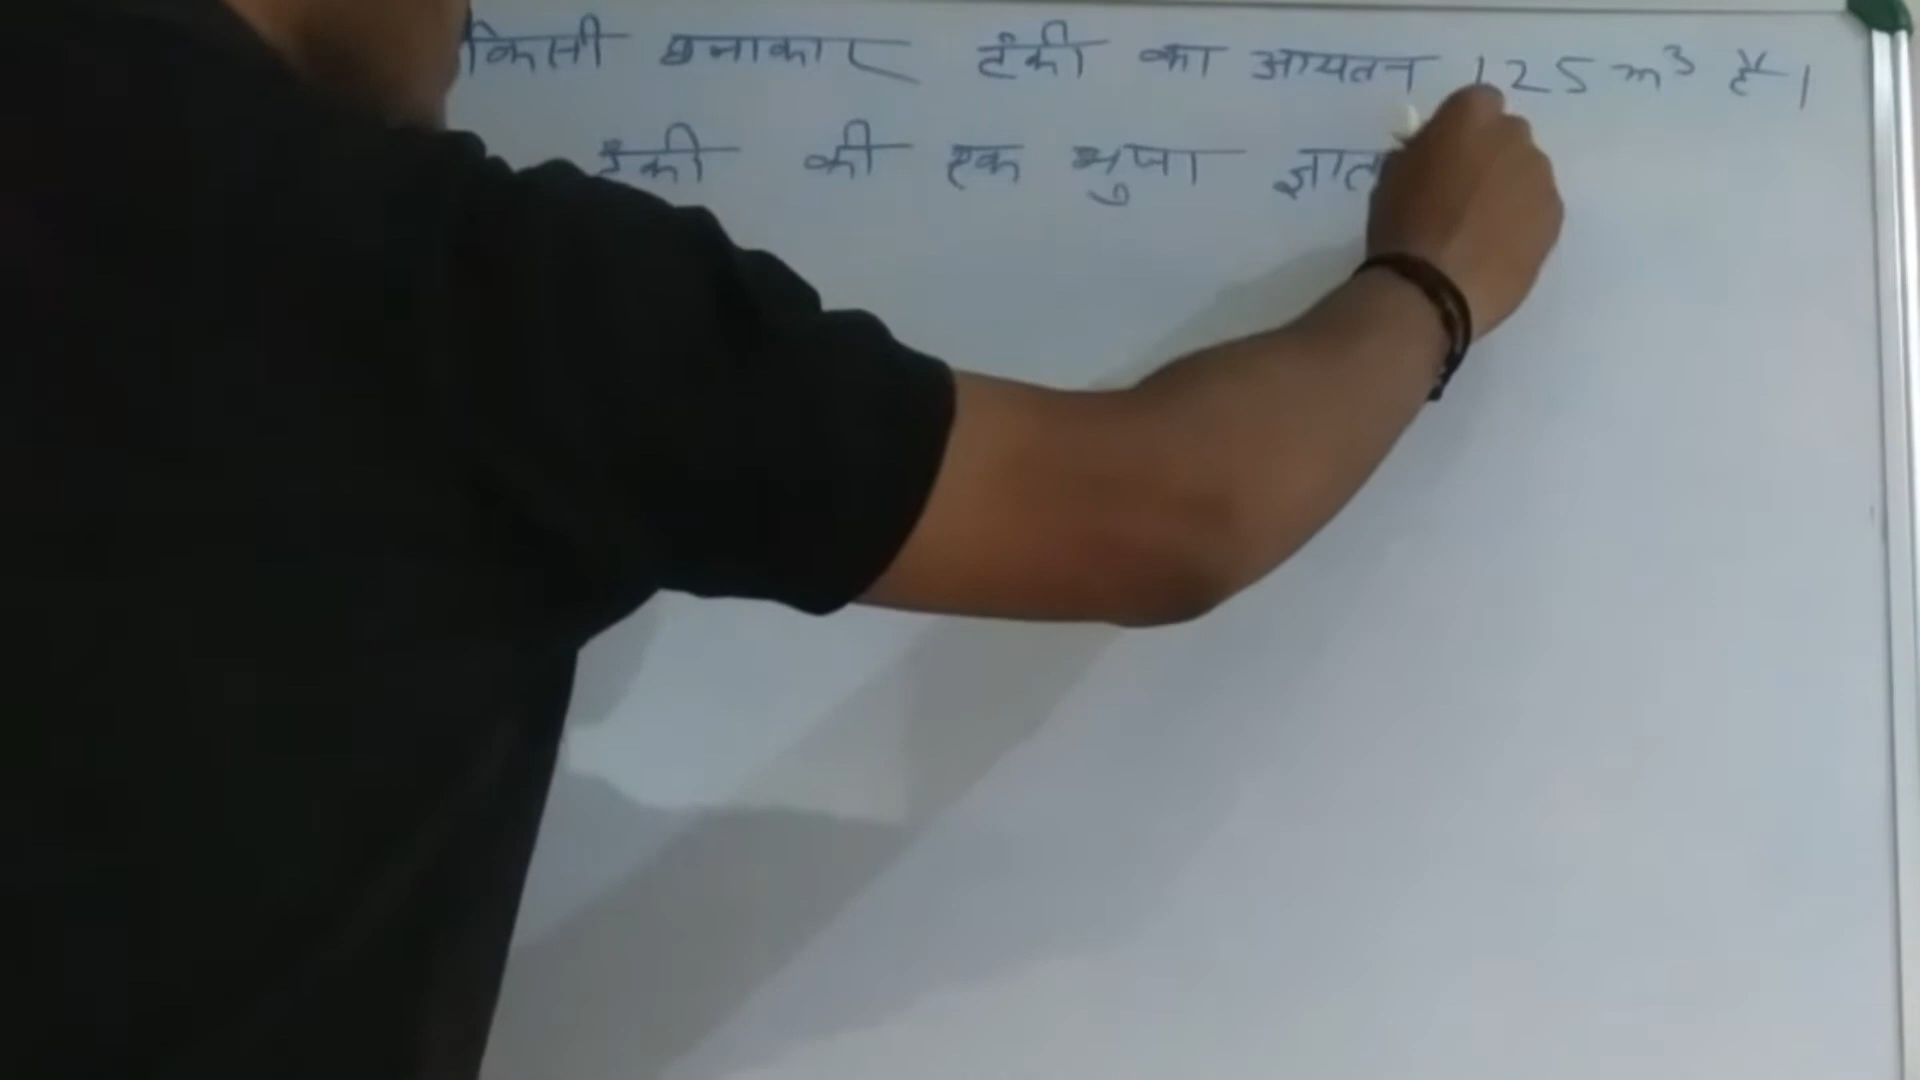 किसी घनाकार टंकी का आयतन 125 m³ है।
टंकी की एक भुजा ज्ञात